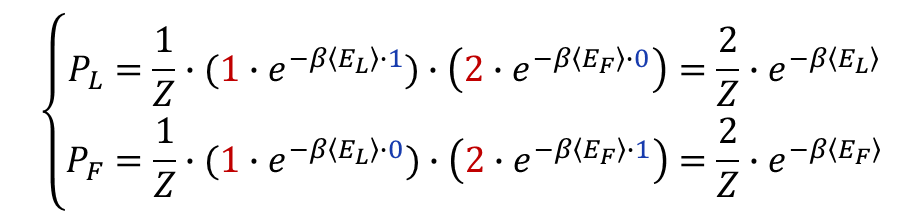 P_L = 1/Z · (1 · e^{−β⟨E_L⟩·1}) · (2 · e^{−β⟨E_F⟩·0}) = 2/Z · e^{−β⟨E_L⟩}
P_F = 1/Z · (1 · e^{−β⟨E_L⟩·0}) · (2 · e^{−β⟨E_F⟩·1}) = 2/Z · e^{−β⟨E_F⟩}